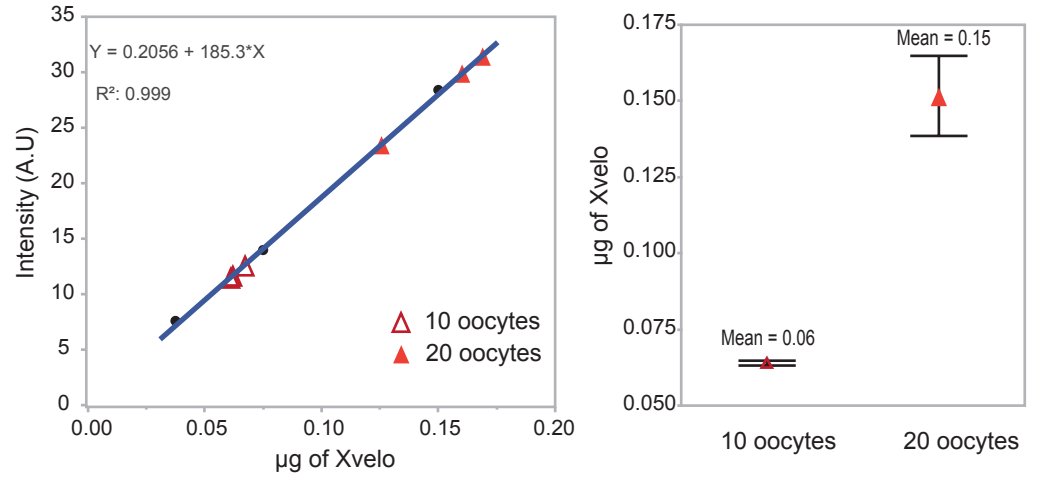 35
30
25
20
15
10
5
0
Intensity (A.U)
Y = 0.2056 + 185.3*X
R²: 0.999
10 oocytes
20 oocytes
0.00 0.05 0.10 0.15 0.20
µg of Xvelo
0.175
0.150
0.125
0.100
0.075
0.050
µg of Xvelo
Mean = 0.15
Mean = 0.06
10 oocytes 20 oocytes